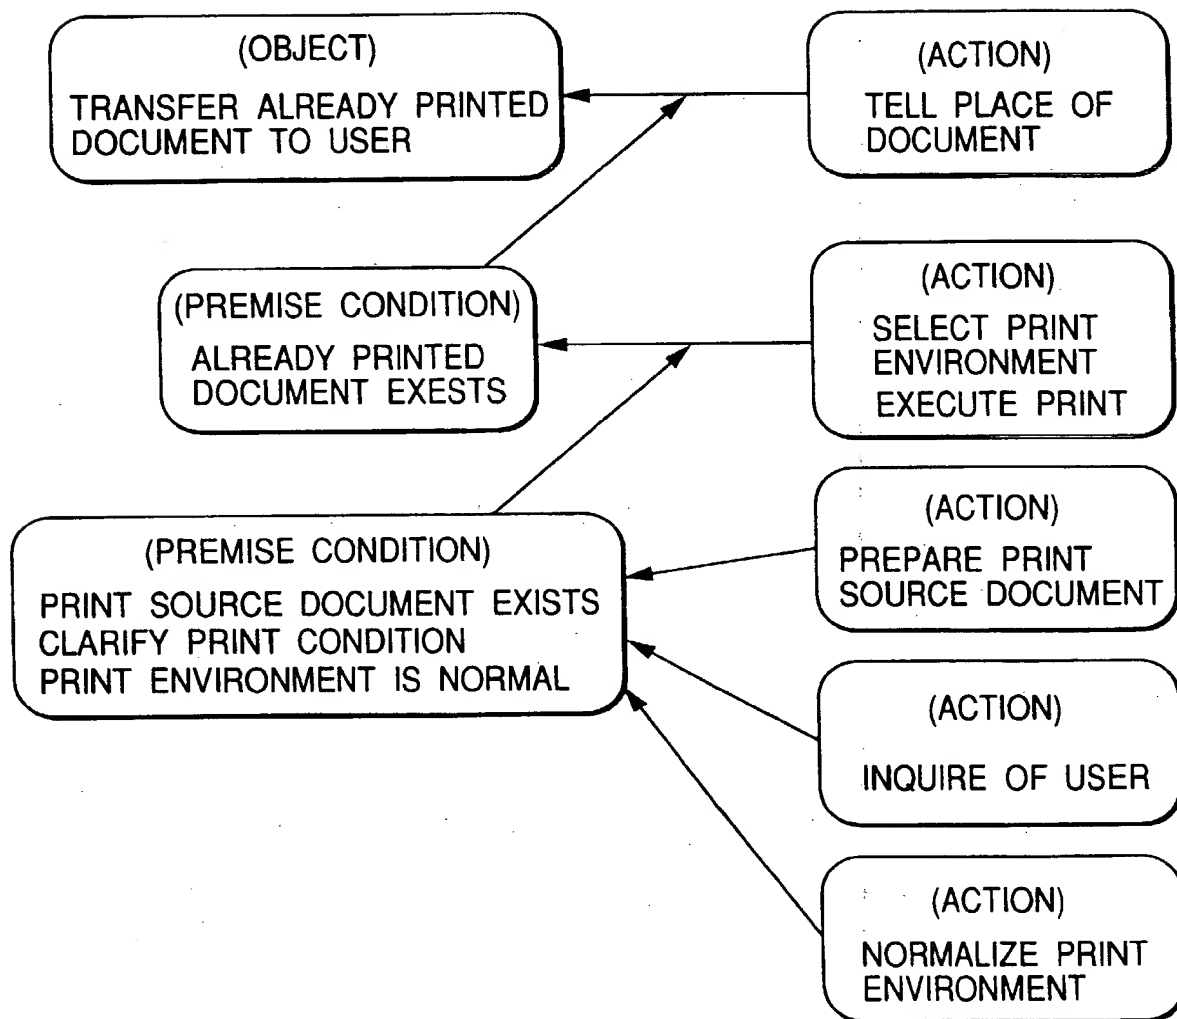 (OBJECT)
TRANSFER ALREADY PRINTED
DOCUMENT TO USER
(ACTION)
TELL PLACE OF
DOCUMENT
(PREMISE CONDITION)
ALREADY PRINTED
DOCUMENT EXESTS
(ACTION)
SELECT PRINT
ENVIRONMENT
EXECUTE PRINT
(PREMISE CONDITION)
PRINT SOURCE DOCUMENT EXISTS
CLARIFY PRINT CONDITION
PRINT ENVIRONMENT IS NORMAL
(ACTION)
PREPARE PRINT
SOURCE DOCUMENT
(ACTION)
INQUIRE OF USER
(ACTION)
NORMALIZE PRINT
ENVIRONMENT